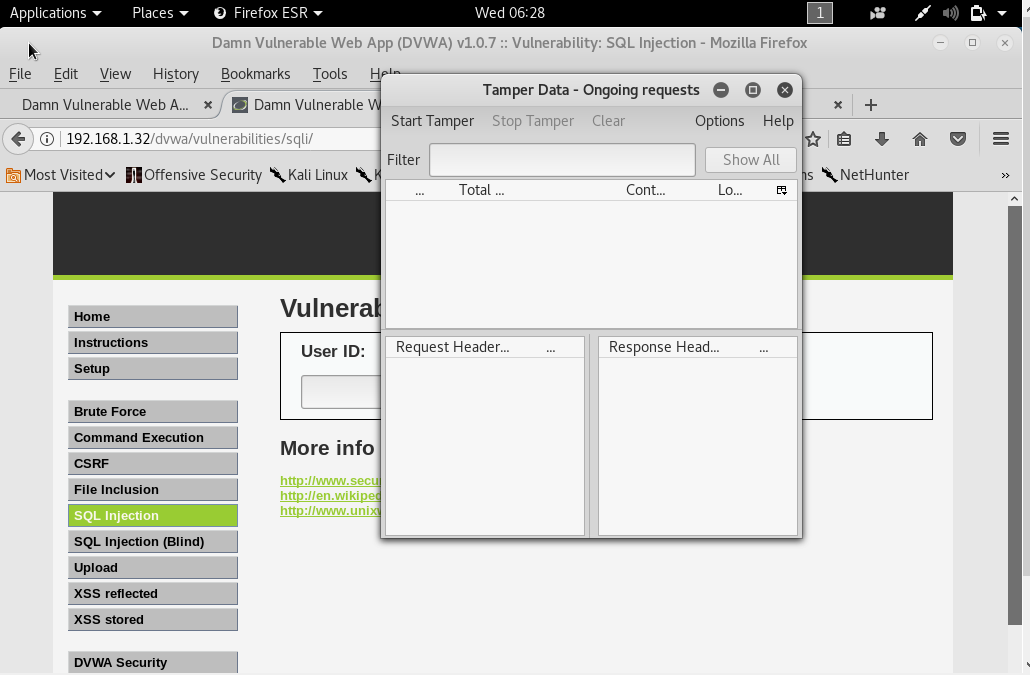 Applications Places Firefox ESR Wed 06:28 1
Damn Vulnerable Web App (DVWA) v1.0.7 :: Vulnerability: SQL Injection - Mozilla Firefox
File Edit View History Bookmarks Tools Help
Damn Vulnerable Web A... × Damn Vulnerable W × +
192.168.1.32/dvwa/vulnerabilities/sqli/
Most Visited Offensive Security Kali Linux NetHunter »
Tamper Data - Ongoing requests
Start Tamper Stop Tamper Clear Options Help
Filter Show All
... Total ... Cont... Lo...
Request Header... ... Response Head... ...
Home
Instructions
Setup
Brute Force
Command Execution
CSRF
File Inclusion
SQL Injection
SQL Injection (Blind)
Upload
XSS reflected
XSS stored
DVWA Security
Vulnerab
User ID:
More info
http://www.secur
http://en.wikiped
http://www.unixw